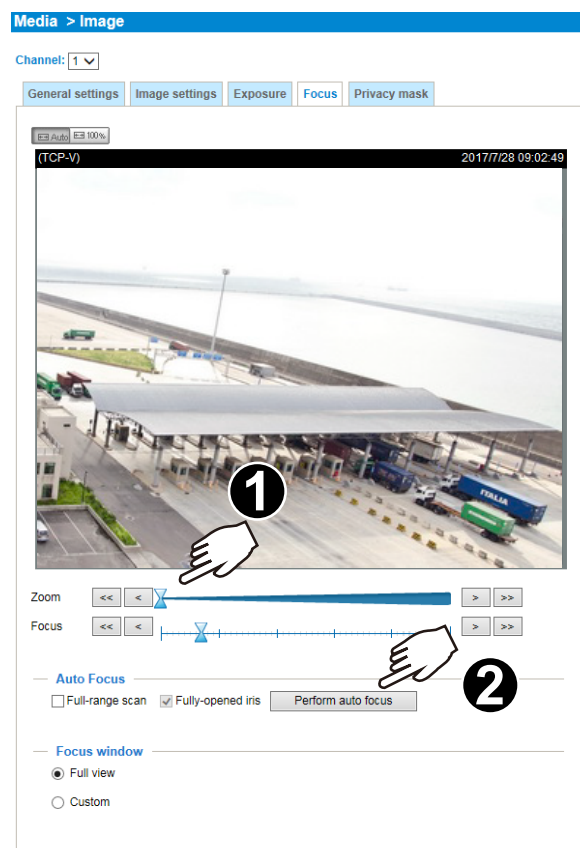 Media > Image
Channel: 1
General settings Image settings Exposure Focus Privacy mask
Auto 100%
(TCP-V) 2017/7/28 09:02:49
ITALIA
1
Zoom << < > >>
Focus << < > >>
2
Auto Focus
Full-range scan Fully-opened iris Perform auto focus
Focus window
Full view
Custom